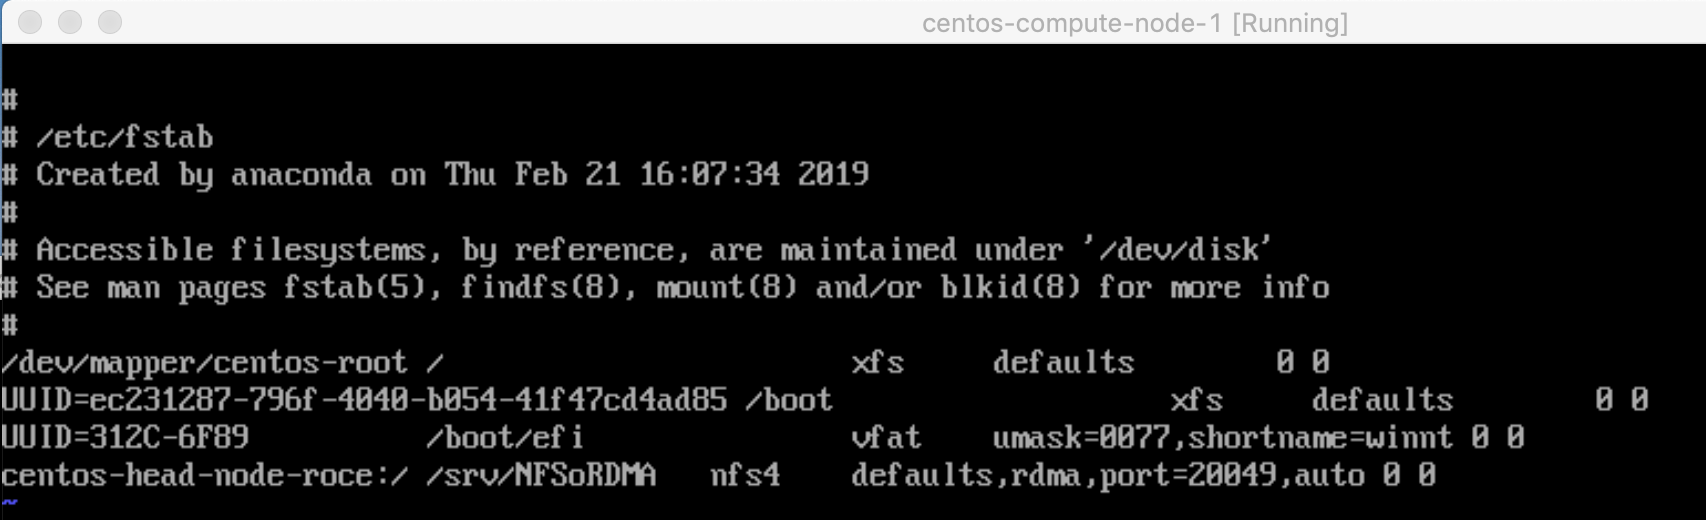 centos-compute-node-1 [Running]
#
# /etc/fstab
# Created by anaconda on Thu Feb 21 16:07:34 2019
#
# Accessible filesystems, by reference, are maintained under '/dev/disk'
# See man pages fstab(5), findfs(8), mount(8) and/or blkid(8) for more info
#
/dev/mapper/centos-root /                       xfs     defaults        0 0
UUID=ec231287-796f-4040-b054-41f47cd4ad85 /boot                   xfs     defaults        0 0
UUID=312C-6F89          /boot/efi               vfat    umask=0077,shortname=winnt 0 0
centos-head-node-roce:/ /srv/NFSoRDMA   nfs4    defaults,rdma,port=20049,auto 0 0
~